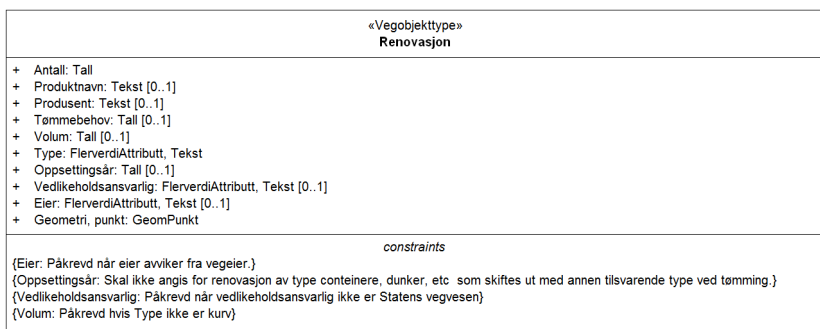 «Vegobjekttype»
Renovasjon
+ Antall: Tall
+ Produktnavn: Tekst [0..1]
+ Produsent: Tekst [0..1]
+ Tømmebehov: Tall [0..1]
+ Volum: Tall [0..1]
+ Type: FlerverdiAttributt, Tekst
+ Oppsettingsår: Tall [0..1]
+ Vedlikeholdsansvarlig: FlerverdiAttributt, Tekst [0..1]
+ Eier: FlerverdiAttributt, Tekst [0..1]
+ Geometri, punkt: GeomPunkt
constraints
{Eier: Påkrevd når eier avviker fra vegeier.}
{Oppsettingsår: Skal ikke angis for renovasjon av type conteinere, dunker, etc som skiftes ut med annen tilsvarende type ved tømming.}
{Vedlikeholdsansvarlig: Påkrevd når vedlikeholdsansvarlig ikke er Statens vegvesen}
{Volum: Påkrevd hvis Type ikke er kurv}